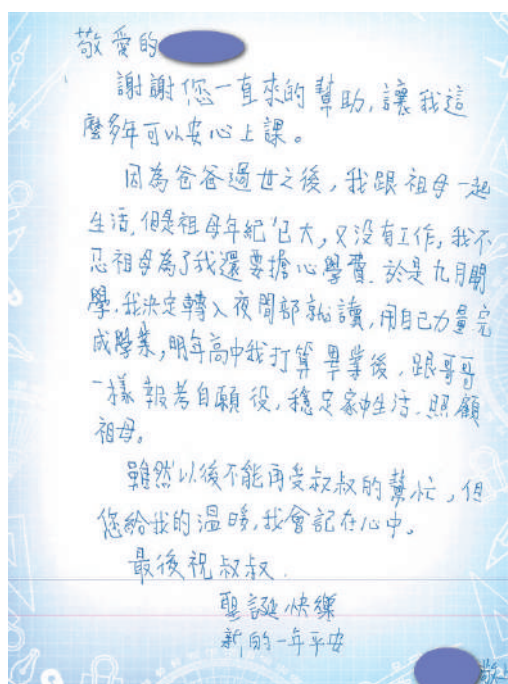 敬愛的
謝謝您一直來的幫助,讓我這
麼多年可以安心上課。
因為爸爸過世之後,我跟祖母一起
生活,但是祖母年紀已大,又沒有工作,我不
忍祖母為了我還要擔心學費.於是九月開
學,我決定轉入夜間部就讀,用自己力量完
成學業,明年高中我打算畢業後,跟哥哥
一樣報考自願役,穩定家中生活.照顧
祖母。
雖然以後不能再受叔叔的幫忙,但
您給我的溫暖,我會記在心中。
最後祝叔叔.
聖誕快樂
新的一年平安
敬上